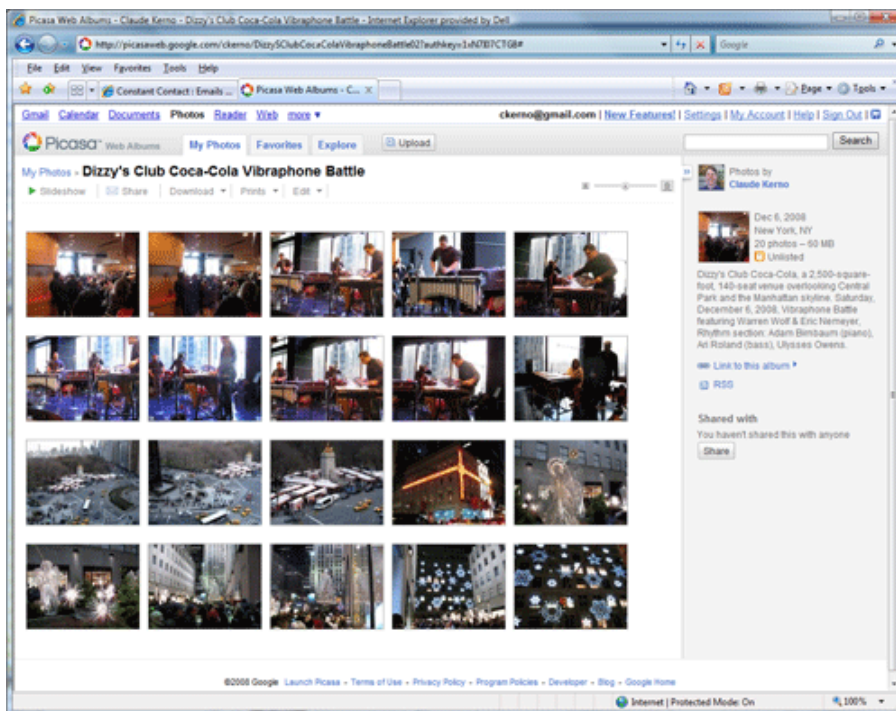 Picasa Web Albums - Claude Kerno - Dizzy's Club Coca-Cola Vibraphone Battle - Internet Explorer provided by Dell
Google
File Edit View Favorites Tools Help
Constant Contact : Emails ... Picasa Web Albums - C... X Page Tools
Gmail Calendar Documents Photos Reader Web more ckerno@gmail.com | New Features! | Settings | My Account | Help | Sign Out |
Picasa Web Albums My Photos Favorites Explore Upload Search
My Photos > Dizzy's Club Coca-Cola Vibraphone Battle
Slideshow Share Download Prints Edit
Photos by
Claude Kerno
Dec 6, 2008
New York, NY
20 photos – 60 MB
Unlisted
Dizzy's Club Coca-Cola, a 2,500-square-
foot, 140-seat venue overlooking Central
Park and the Manhattan skyline. Saturday,
December 6, 2008, Vibraphone Battle
featuring Warren Wolf & Eric Nemeyer,
Rhythm section: Adam Birnbaum (piano),
Ari Roland (bass), Ulysses Owens.
Link to this album
RSS
Shared with
You haven't shared this with anyone
Share
©2008 Google Launch Picasa - Terms of Use - Privacy Policy - Program Policies - Developer - Blog - Google Home
Internet | Protected Mode: On 100%